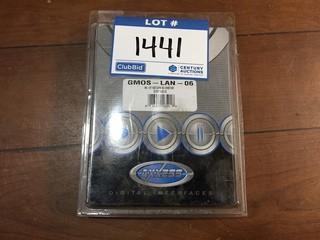 LOT #
1441
ClubBid
CENTURY
AUCTIONS
GMOS - LAN - 06
DIGITAL INTERFACES